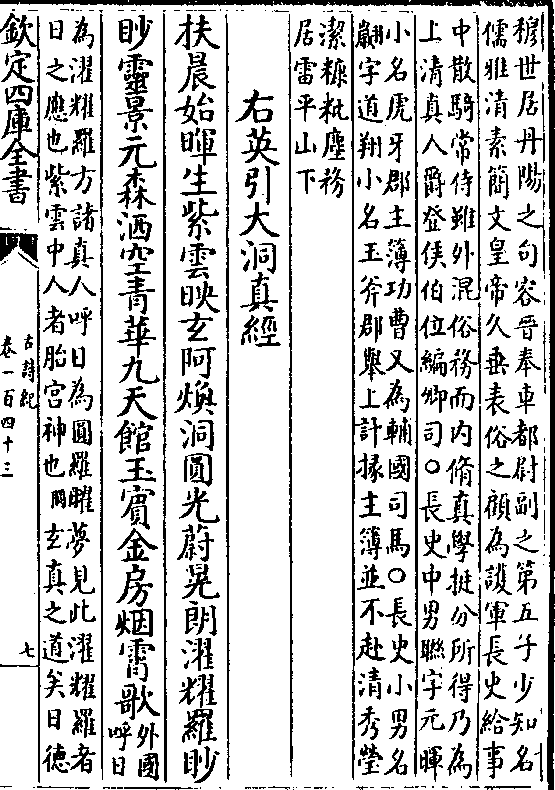 穆世居丹陽之句容晉奉車都尉副之第五子少知名
儒雅清素簡文皇帝久垂表俗之顧為護軍長史給事
中散騎常侍雖外混俗務而內脩真學挺分所得乃為
上清真人爵登侯伯位編卿司○長史中男聯字元暉
小名虎牙郡主簿功曹又為輔國司馬○長史小男名
翽字道翔小名玉斧郡舉上計掾主簿並不赴清秀瑩
潔糠粃塵務
居雷平山下
右英引大洞真經
扶晨始暉生紫雲映玄阿煥洞圓光蔚晃朗濯耀羅眇
眇靈景元森洒空青華九天館玉賓金房烟霄歌
外國
呼日
為濯耀羅方諸真人呼日為圓羅曜夢見此濯耀羅者
日之應也紫雲中人者胎宮神也關玄真之道矣日德
欽定四庫全書
古詩紀
卷一百四十三
七